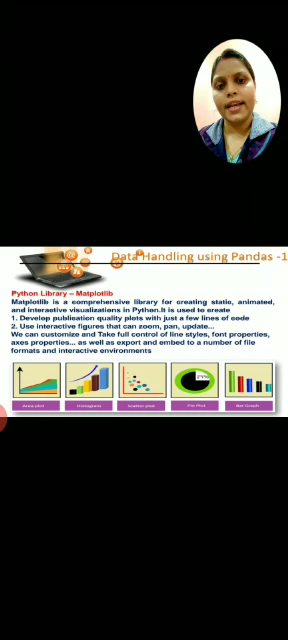 Data Handling using Pandas -1
Python Library – Matplotlib
Matplotlib is a comprehensive library for creating static, animated,
and interactive visualizations in Python.It is used to create
1. Develop publication quality plots with just a few lines of code
2. Use interactive figures that can zoom, pan, update...
We can customize and Take full control of line styles, font properties,
axes properties... as well as export and embed to a number of file
formats and interactive environments
Histogram
Scatter plot
Pie Plot
Bar Graph